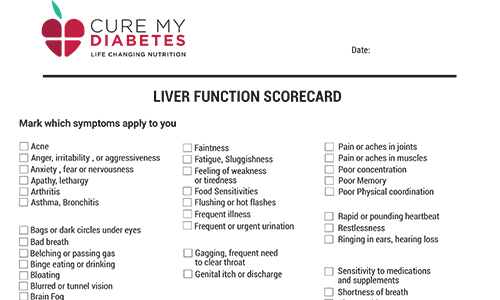 CURE MY
DIABETES
LIFE CHANGING NUTRITION
Date:
LIVER FUNCTION SCORECARD
Mark which symptoms apply to you
Acne
Anger, irritability , or aggressiveness
Anxiety , fear or nervousness
Apathy, lethargy
Arthritis
Asthma, Bronchitis
Bags or dark circles under eyes
Bad breath
Belching or passing gas
Binge eating or drinking
Bloating
Blurred or tunnel vision
Brain Fog
Faintness
Fatigue, Sluggishness
Feeling of weakness
or tiredness
Food Sensitivities
Flushing or hot flashes
Frequent illness
Frequent or urgent urination
Gagging, frequent need
to clear throat
Genital itch or discharge
Pain or aches in joints
Pain or aches in muscles
Poor concentration
Poor Memory
Poor Physical coordination
Rapid or pounding heartbeat
Restlessness
Ringing in ears, hearing loss
Sensitivity to medications
and supplements
Shortness of breath